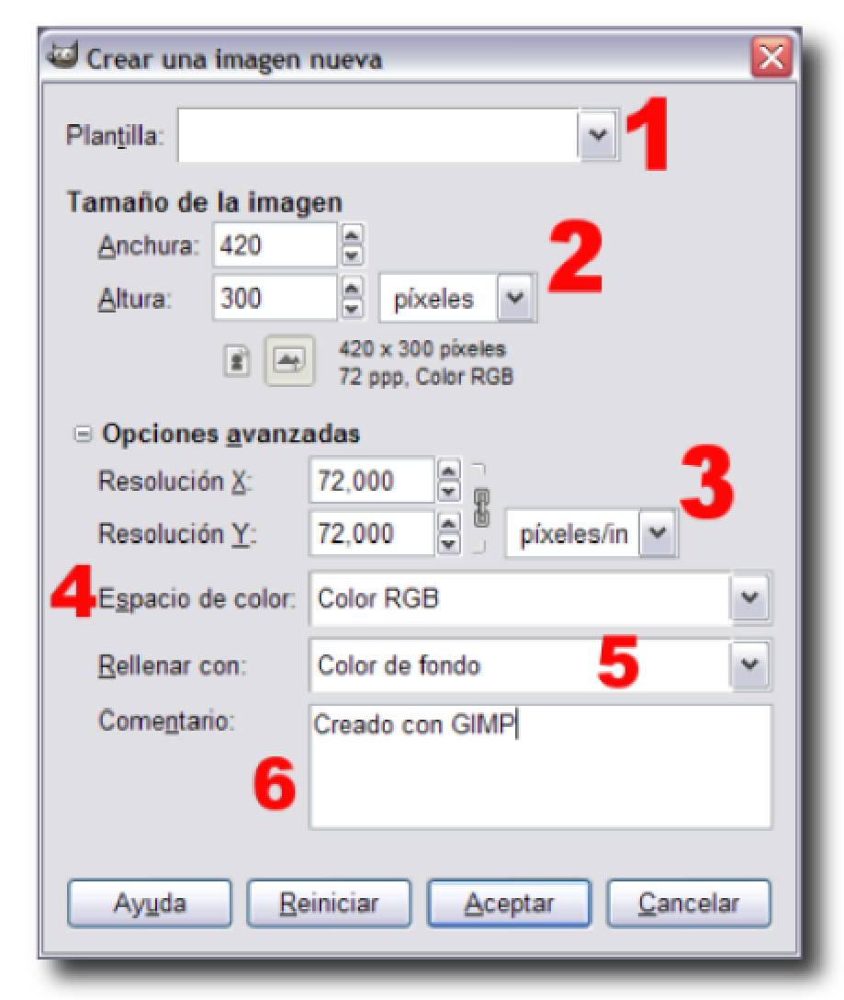 Crear una imagen nueva
Plantilla: 1
Tamaño de la imagen
Anchura: 420 2
Altura: 300 píxeles
420 x 300 píxeles
72 ppp, Color RGB
Opciones avanzadas
Resolución X: 72,000 3
Resolución Y: 72,000 píxeles/in
4 Espacio de color: Color RGB
Rellenar con: Color de fondo 5
Comentario: Creado con GIMP
6
Ayuda Reiniciar Aceptar Cancelar